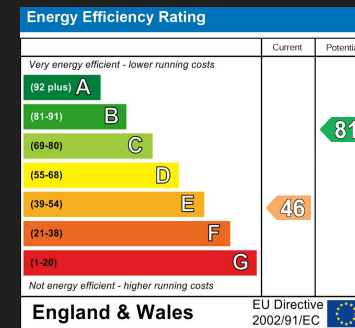 Energy Efficiency Rating
Current
Very energy efficient - lower running costs
(92 plus) A
(81-91) B
81
(69-80) C
(55-68) D
(39-54) E
46
(21-38) F
(1-20) G
Not energy efficient - higher running costs
England & Wales
EU Directive
2002/91/EC